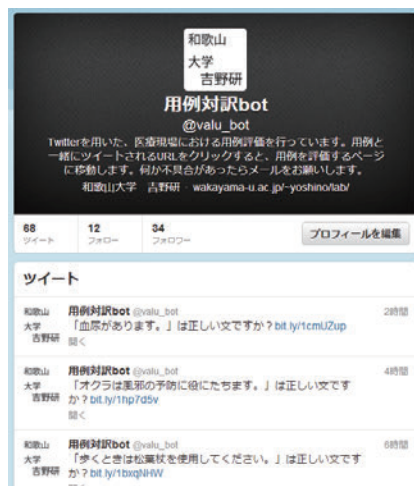 和歌山
大学
吉野研
用例対訳bot
@valu_bot
Twitterを用いた、医療現場における用例評価を行っています。用例と
一緒にツイートされるURLをクリックすると、用例を評価するページ
に移動します。何か不具合があったらメールをお願いします。
和歌山大学 吉野研 · wakayama-u.ac.jp/~yoshino/lab/
68 12 34
ツイート フォロー フォロワー
プロフィールを編集
ツイート
和歌山
大学
吉野研
用例対訳bot @valu_bot 2時間
「血尿があります。」は正しい文ですか？bit.ly/1cmUZup
開く
和歌山
大学
吉野研
用例対訳bot @valu_bot 4時間
「オクラは風邪の予防に役にたちます。」は正しい文です
か？bit.ly/1hp7d5v
開く
和歌山
大学
吉野研
用例対訳bot @valu_bot 6時間
「歩くときは松葉杖を使用してください。」は正しい文です
か？bit.ly/1bxqNHW